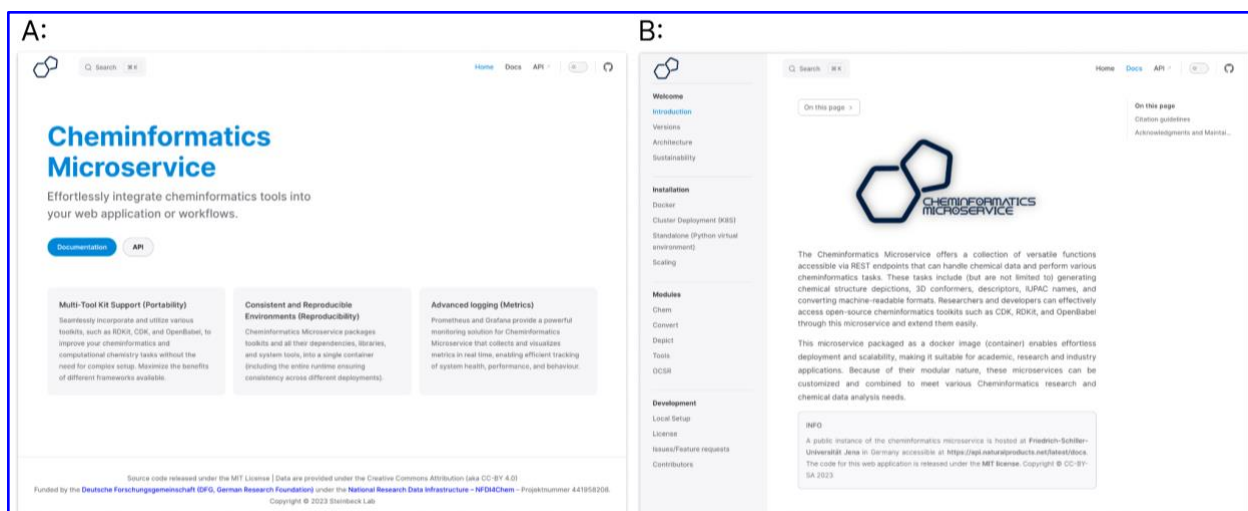 A:
Search ⌘ K
Home Docs API
Cheminformatics
Microservice
Effortlessly integrate cheminformatics tools into
your web application or workflows.
Documentation API
Multi-Tool Kit Support (Portability)
Seamlessly incorporate and utilize various
toolkits, such as RDKit, CDK, and OpenBabel, to
improve your cheminformatics and
computational chemistry tasks without the
need for complex setup. Maximize the benefits
of different frameworks available.
Consistent and Reproducible
Environments (Reproducibility)
Cheminformatics Microservice packages
toolkits and all their dependencies, libraries,
and system tools, into a single container
(including the entire runtime ensuring
consistency across different deployments).
Advanced logging (Metrics)
Prometheus and Grafana provide a powerful
monitoring solution for Cheminformatics
Microservice that collects and visualizes
metrics in real time, enabling efficient tracking
of system health, performance, and behaviour.
Source code released under the MIT License | Data are provided under the Creative Commons Attribution (aka CC-BY 4.0)
Funded by the Deutsche Forschungsgemeinschaft (DFG, German Research Foundation) under the National Research Data Infrastructure – NFDI4Chem – Projektnummer 441958208.
Copyright © 2023 Steinbeck Lab
B:
Search ⌘ K
Home Docs API
Welcome
Introduction
Versions
Architecture
Sustainability
Installation
Docker
Cluster Deployment (K8S)
Standalone (Python virtual
environment)
Scaling
Modules
Chem
Convert
Depict
Tools
OCSR
Development
Local Setup
License
Issues/Feature requests
Contributors
On this page >
CHEMINFORMATICS
MICROSERVICE
The Cheminformatics Microservice offers a collection of versatile functions
accessible via REST endpoints that can handle chemical data and perform various
cheminformatics tasks. These tasks include (but are not limited to) generating
chemical structure depictions, 3D conformers, descriptors, IUPAC names, and
converting machine-readable formats. Researchers and developers can effectively
access open-source cheminformatics toolkits such as CDK, RDKit, and OpenBabel
through this microservice and extend them easily.
This microservice packaged as a docker image (container) enables effortless
deployment and scalability, making it suitable for academic, research and industry
applications. Because of their modular nature, these microservices can be
customized and combined to meet various Cheminformatics research and
chemical data analysis needs.
INFO
A public instance of the cheminformatics microservice is hosted at Friedrich-Schiller-
Universität Jena in Germany accessible at https://api.naturalproducts.net/latest/docs.
The code for this web application is released under the MIT license. Copyright © CC-BY-
SA 2023
On this page
Citation guidelines
Acknowledgments and Maintai...